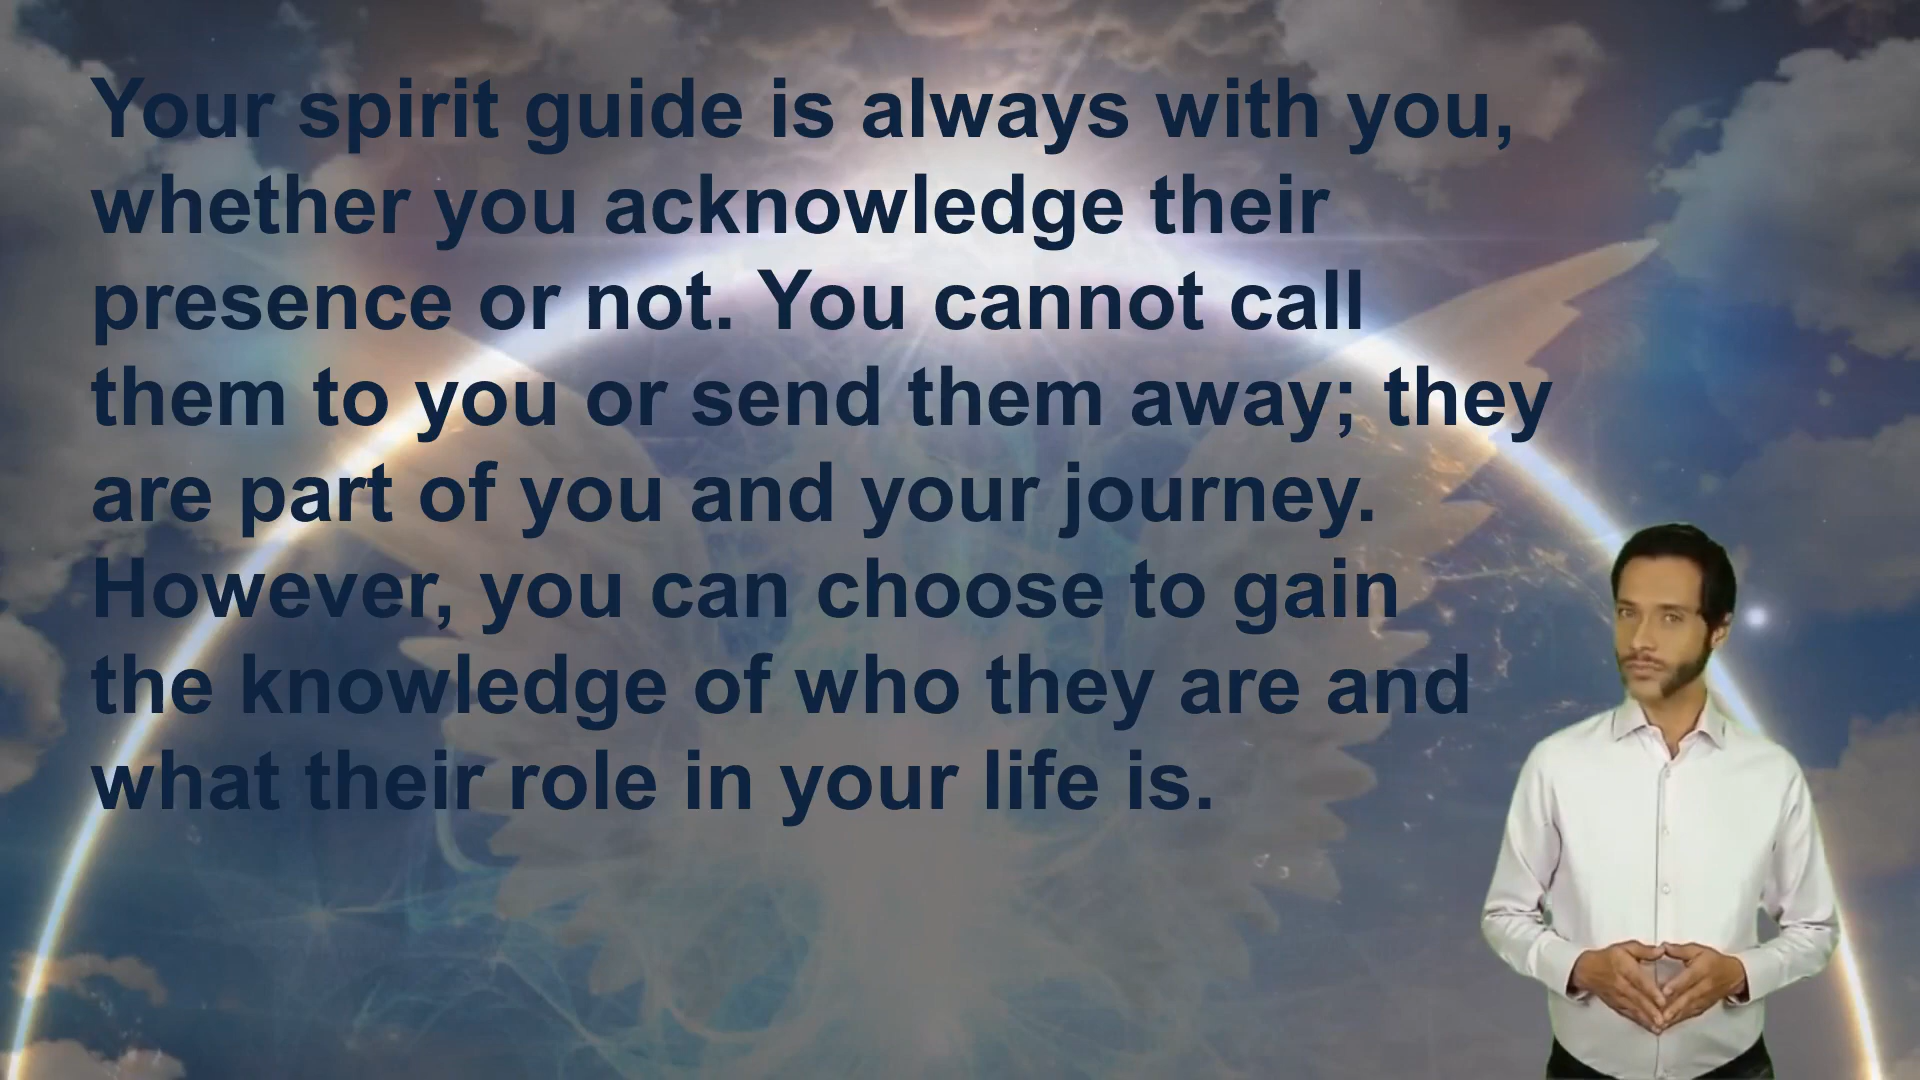 Your spirit guide is always with you,
whether you acknowledge their
presence or not. You cannot call
them to you or send them away; they
are part of you and your journey.
However, you can choose to gain
the knowledge of who they are and
what their role in your life is.